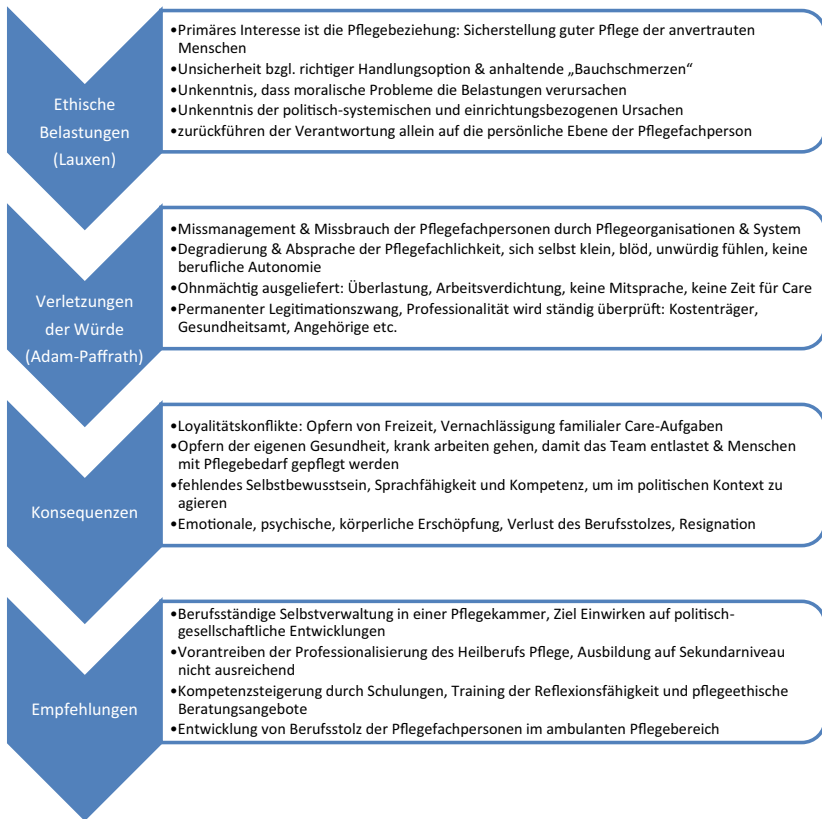 Ethische
Belastungen
(Lauxen)
•Primäres Interesse ist die Pflegebeziehung: Sicherstellung guter Pflege der anvertrauten
Menschen
•Unsicherheit bzgl. richtiger Handlungsoption & anhaltende „Bauchschmerzen“
•Unkenntnis, dass moralische Probleme die Belastungen verursachen
•Unkenntnis der politisch-systemischen und einrichtungsbezogenen Ursachen
•zurückführen der Verantwortung allein auf die persönliche Ebene der Pflegefachperson
Verletzungen
der Würde
(Adam-Paffrath)
•Missmanagement & Missbrauch der Pflegefachpersonen durch Pflegeorganisationen & System
•Degradierung & Absprache der Pflegefachlichkeit, sich selbst klein, blöd, unwürdig fühlen, keine
berufliche Autonomie
•Ohnmächtig ausgeliefert: Überlastung, Arbeitsverdichtung, keine Mitsprache, keine Zeit für Care
•Permanenter Legitimationszwang, Professionalität wird ständig überprüft: Kostenträger,
Gesundheitsamt, Angehörige etc.
Konsequenzen
•Loyalitätskonflikte: Opfern von Freizeit, Vernachlässigung familialer Care-Aufgaben
•Opfern der eigenen Gesundheit, krank arbeiten gehen, damit das Team entlastet & Menschen
mit Pflegebedarf gepflegt werden
•fehlendes Selbstbewusstsein, Sprachfähigkeit und Kompetenz, um im politischen Kontext zu
agieren
•Emotionale, psychische, körperliche Erschöpfung, Verlust des Berufsstolzes, Resignation
Empfehlungen
•Berufsständige Selbstverwaltung in einer Pflegekammer, Ziel Einwirken auf politisch-
gesellschaftliche Entwicklungen
•Vorantreiben der Professionalisierung des Heilberufs Pflege, Ausbildung auf Sekundarniveau
nicht ausreichend
•Kompetenzsteigerung durch Schulungen, Training der Reflexionsfähigkeit und pflegeethische
Beratungsangebote
•Entwicklung von Berufsstolz der Pflegefachpersonen im ambulanten Pflegebereich